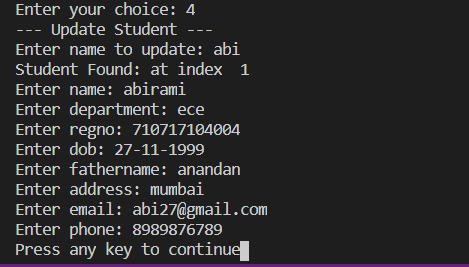 Enter your choice: 4
--- Update Student ---
Enter name to update: abi
Student Found: at index  1
Enter name: abirami
Enter department: ece
Enter regno: 710717104004
Enter dob: 27-11-1999
Enter fathername: anandan
Enter address: mumbai
Enter email: abi27@gmail.com
Enter phone: 8989876789
Press any key to continue